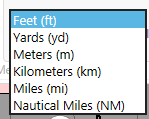 Feet (ft)
Yards (yd)
Meters (m)
Kilometers (km)
Miles (mi)
Nautical Miles (NM)